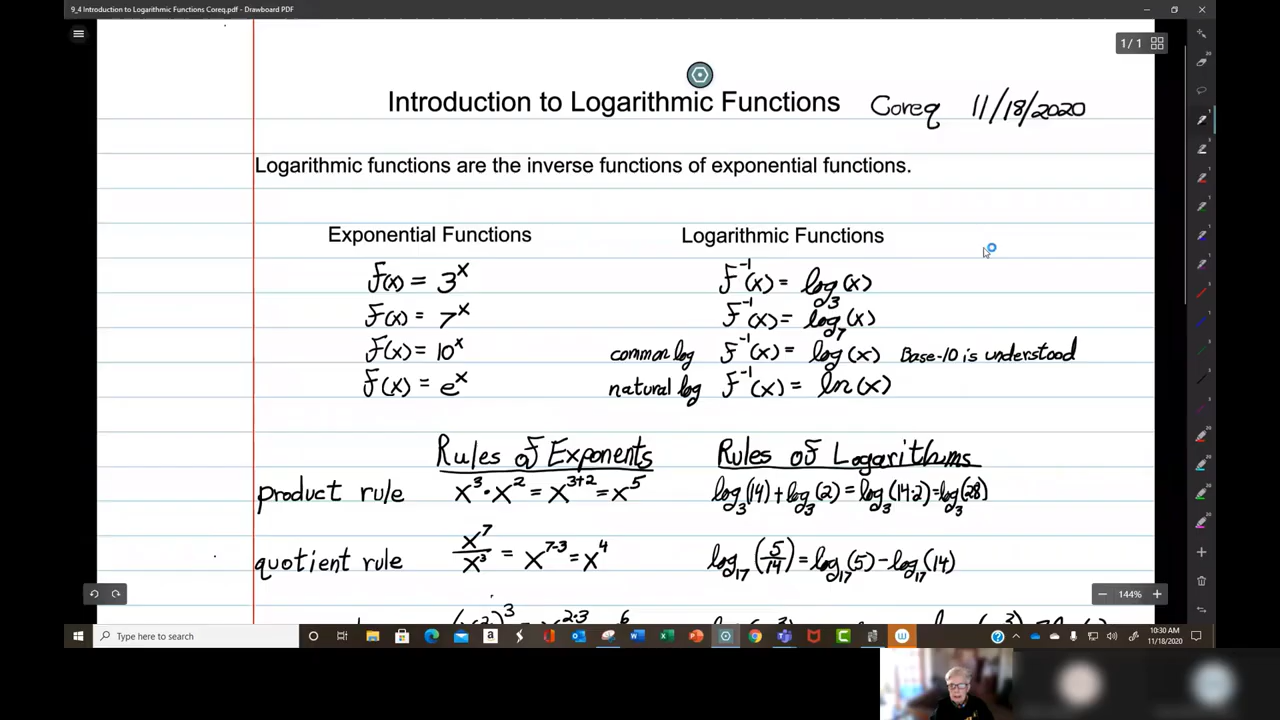 9_4 Introduction to Logarithmic Functions Coreq.pdf - Drawboard PDF
1/1
Introduction to Logarithmic Functions Coreq 11/18/2020
Logarithmic functions are the inverse functions of exponential functions.
Exponential Functions Logarithmic Functions
f(x) = 3^x f^-1(x) = log_3(x)
f(x) = 7^x f^-1(x) = log_7(x)
f(x) = 10^x common log f^-1(x) = log(x) Base-10 is understood
f(x) = e^x natural log f^-1(x) = ln(x)
Rules of Exponents Rules of Logarithms
product rule x^3·x^2 = x^3+2 = x^5 log_3(14) + log_3(2) = log_3(14·2) = log_3(28)
quotient rule x^7/x^3 = x^7-3 = x^4 log_17(5/14) = log_17(5) - log_17(14)
144%
Type here to search
10:30 AM
11/18/2020